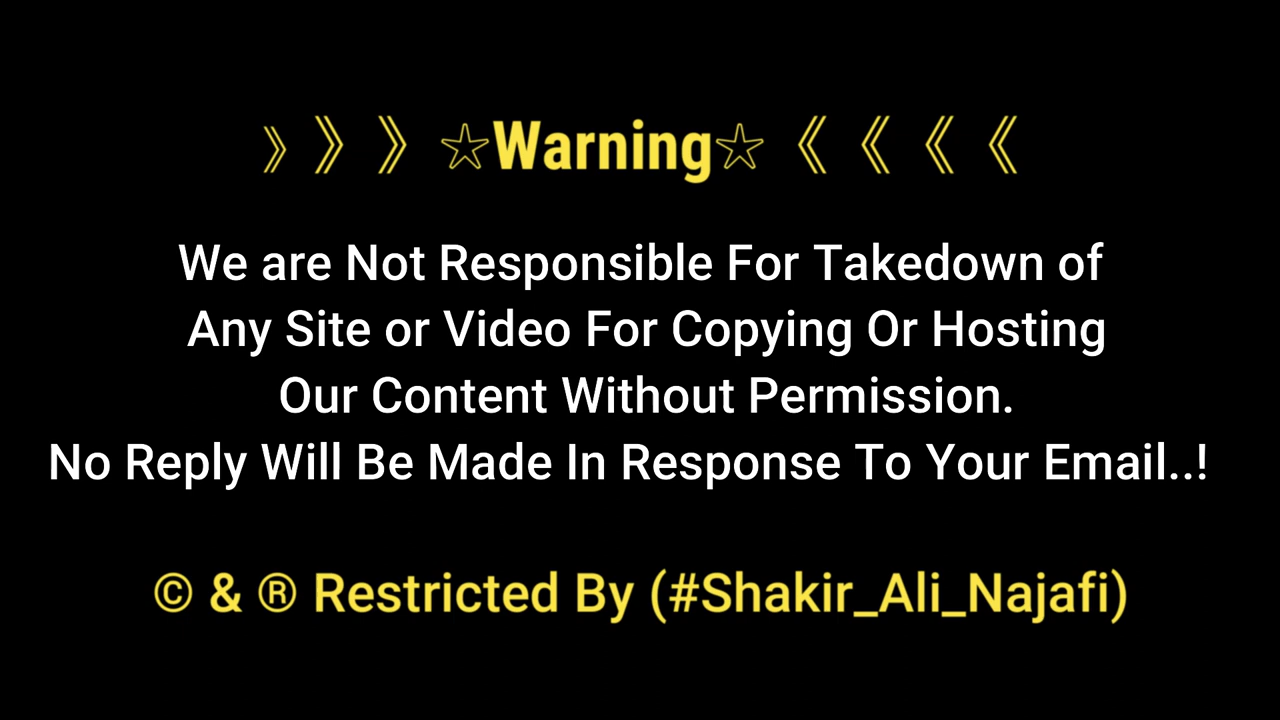 》》》☆Warning☆《《《《
We are Not Responsible For Takedown of
Any Site or Video For Copying Or Hosting
Our Content Without Permission.
No Reply Will Be Made In Response To Your Email..!
© & ® Restricted By (#Shakir_Ali_Najafi)